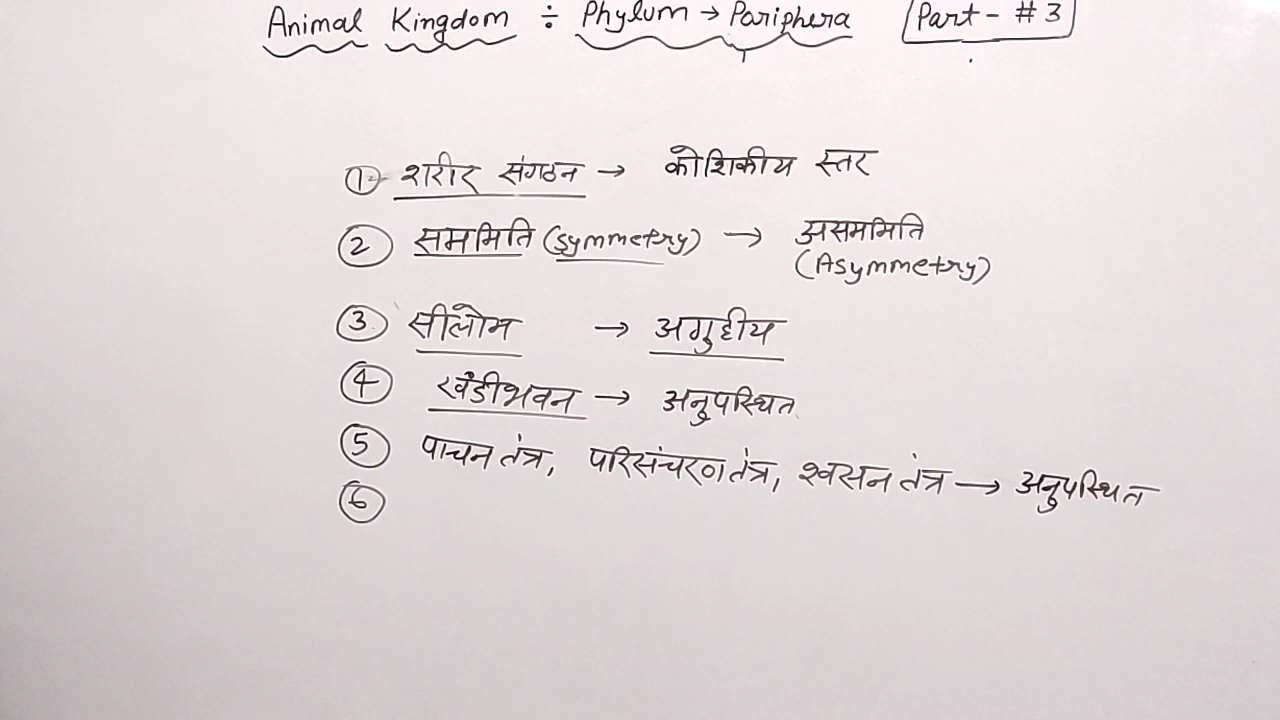 Animal Kingdom ÷ Phylum → Pariphera Part - #3
① शरीर संगठन → कोशिकीय स्तर
② सममिति (Symmetry) → असममिति
(Asymmetry)
③ सीलोम → अगुहीय
④ खंडीभवन → अनुपस्थित
⑤ पाचन तंत्र, परिसंचरण तंत्र, श्वसन तंत्र → अनुपस्थित
⑥